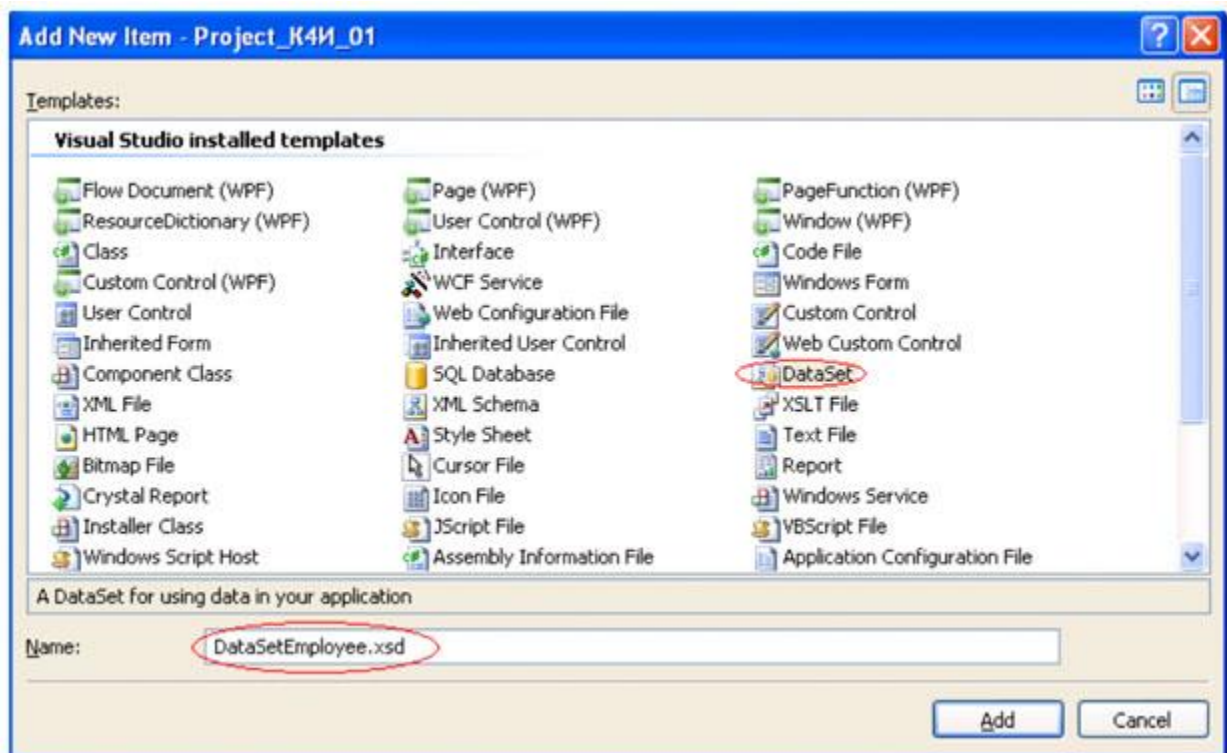 Add New Item - Project_К4И_01
Templates:
Visual Studio installed templates
Flow Document (WPF) Page (WPF) PageFunction (WPF)
ResourceDictionary (WPF) User Control (WPF) Window (WPF)
Class Interface Code File
Custom Control (WPF) WCF Service Windows Form
User Control Web Configuration File Custom Control
Inherited Form Inherited User Control Web Custom Control
Component Class SQL Database DataSet
XML File XML Schema XSLT File
HTML Page Style Sheet Text File
Bitmap File Cursor File Report
Crystal Report Icon File Windows Service
Installer Class JScript File VBScript File
Windows Script Host Assembly Information File Application Configuration File
A DataSet for using data in your application
Name: DataSetEmployee.xsd
Add Cancel